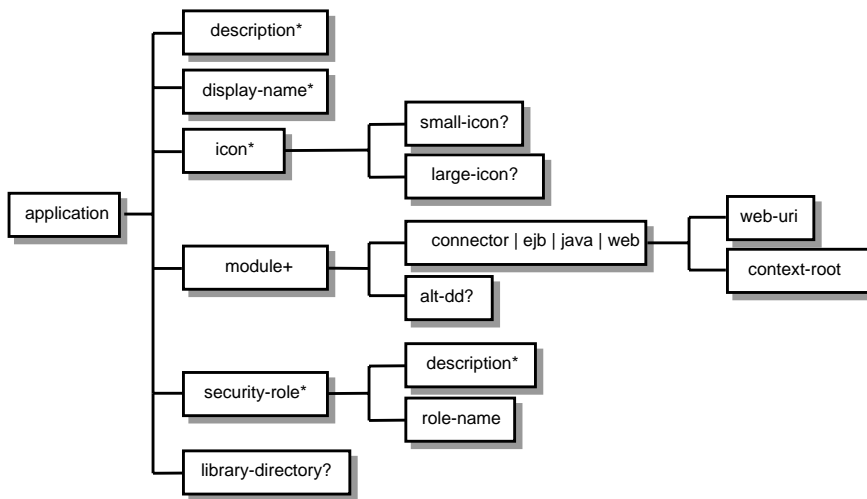 description*
display-name*
icon*
small-icon?
large-icon?
application
module+
connector | ejb | java | web
web-uri
context-root
alt-dd?
security-role*
description*
role-name
library-directory?